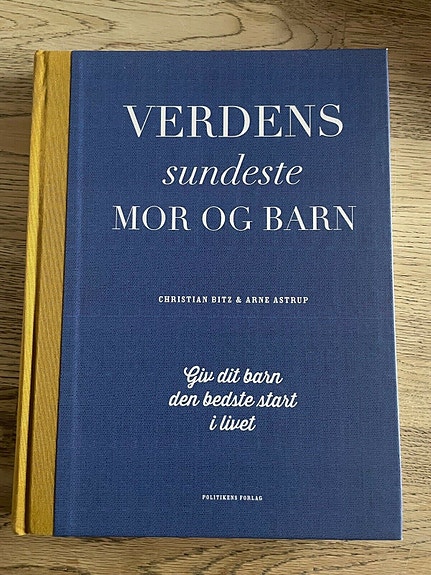 VERDENS
sundeste
MOR OG BARN
CHRISTIAN BITZ & ARNE ASTRUP
Giv dit barn
den bedste start
i livet
POLITIKENS FORLAG